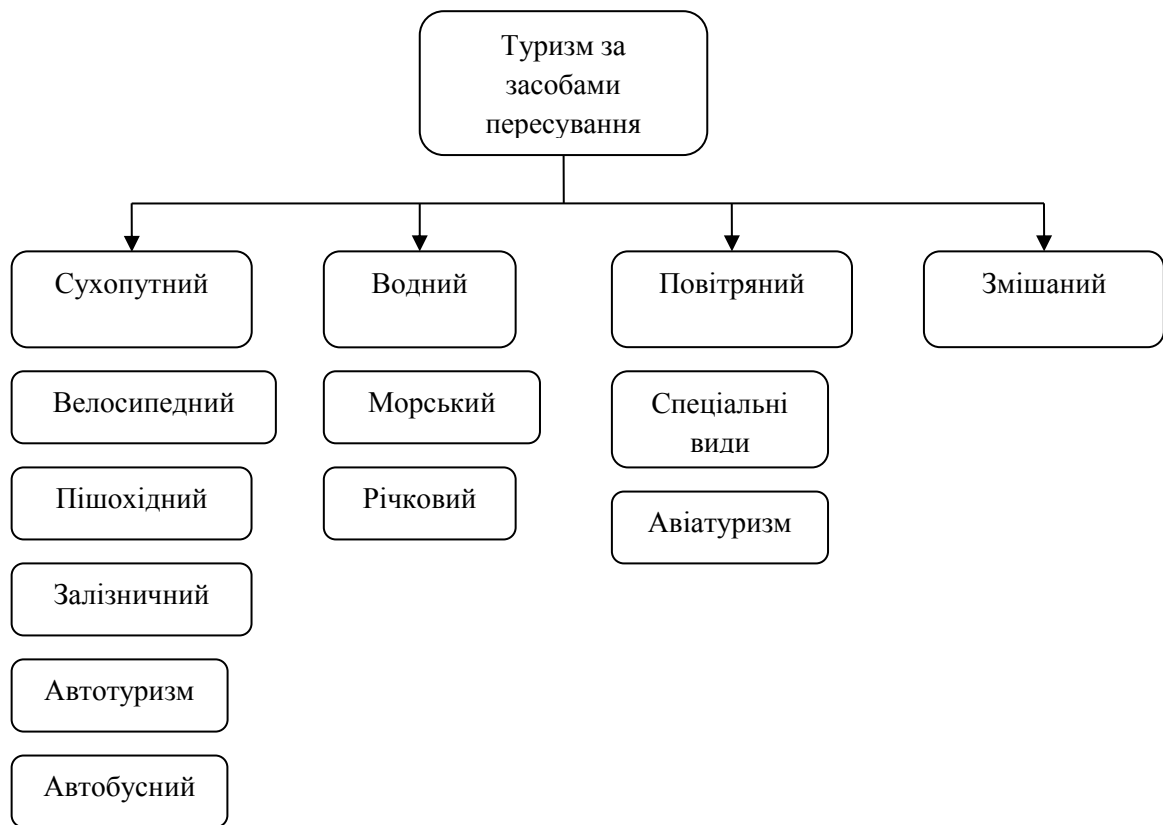 Туризм за
засобами
пересування
Сухопутний
Водний
Повітряний
Змішаний
Велосипедний
Морський
Спеціальні
види
Пішохідний
Річковий
Авіатуризм
Залізничний
Автотуризм
Автобусний